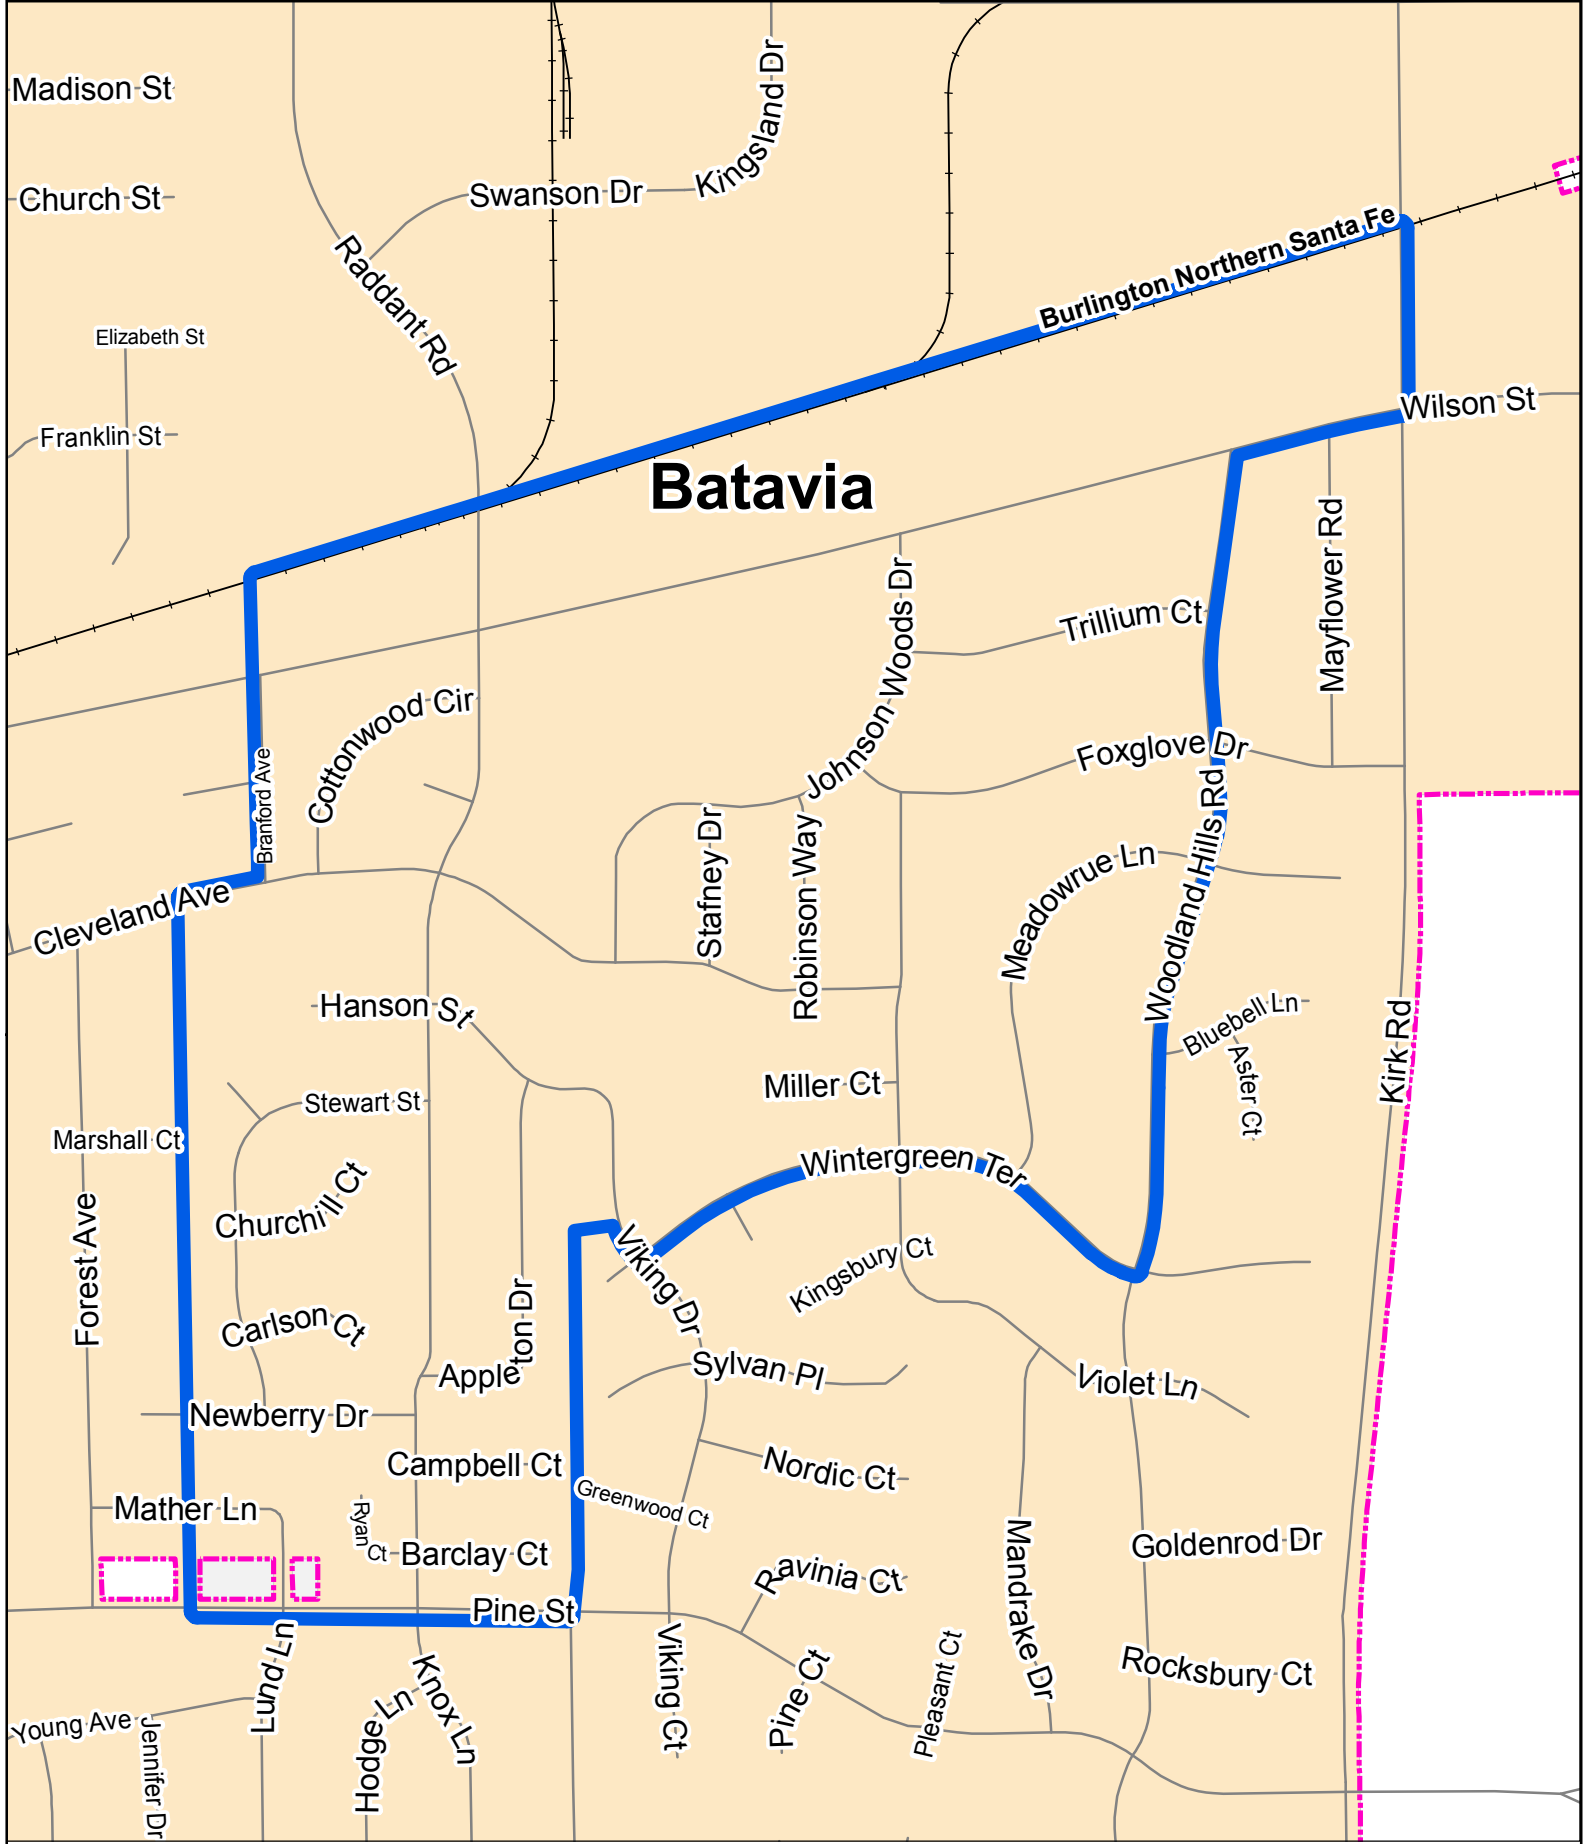 Madison St
Kingsland Dr
Church St
Swanson Dr
Burlington Northern Santa Fe
Raddant Rd
Elizabeth St
Wilson St
Franklin St
Batavia
Mayflower Rd
Johnson Woods Dr
Trillium Ct
Cottonwood Cir
Foxglove Dr
Branford Ave
Woodland Hills Rd
Stafney Dr
Robinson Way
Meadowrue Ln
Cleveland Ave
Hanson St
Bluebell Ln
Aster Ct
Kirk Rd
Miller Ct
Stewart St
Marshall Ct
Wintergreen Ter
Churchill Ct
Forest Ave
Viking Dr
Kingsbury Ct
Carlson Ct
Appleton Dr
Sylvan Pl
Violet Ln
Newberry Dr
Campbell Ct
Nordic Ct
Greenwood Ct
Mather Ln
Ryan Ct
Barclay Ct
Goldenrod Dr
Mandrake Dr
Ravinia Ct
Pine St
Lund Ln
Knox Ln
Viking Ct
Pine Ct
Pleasant Ct
Rocksbury Ct
Hodge Ln
Young Ave
Jennifer Dr